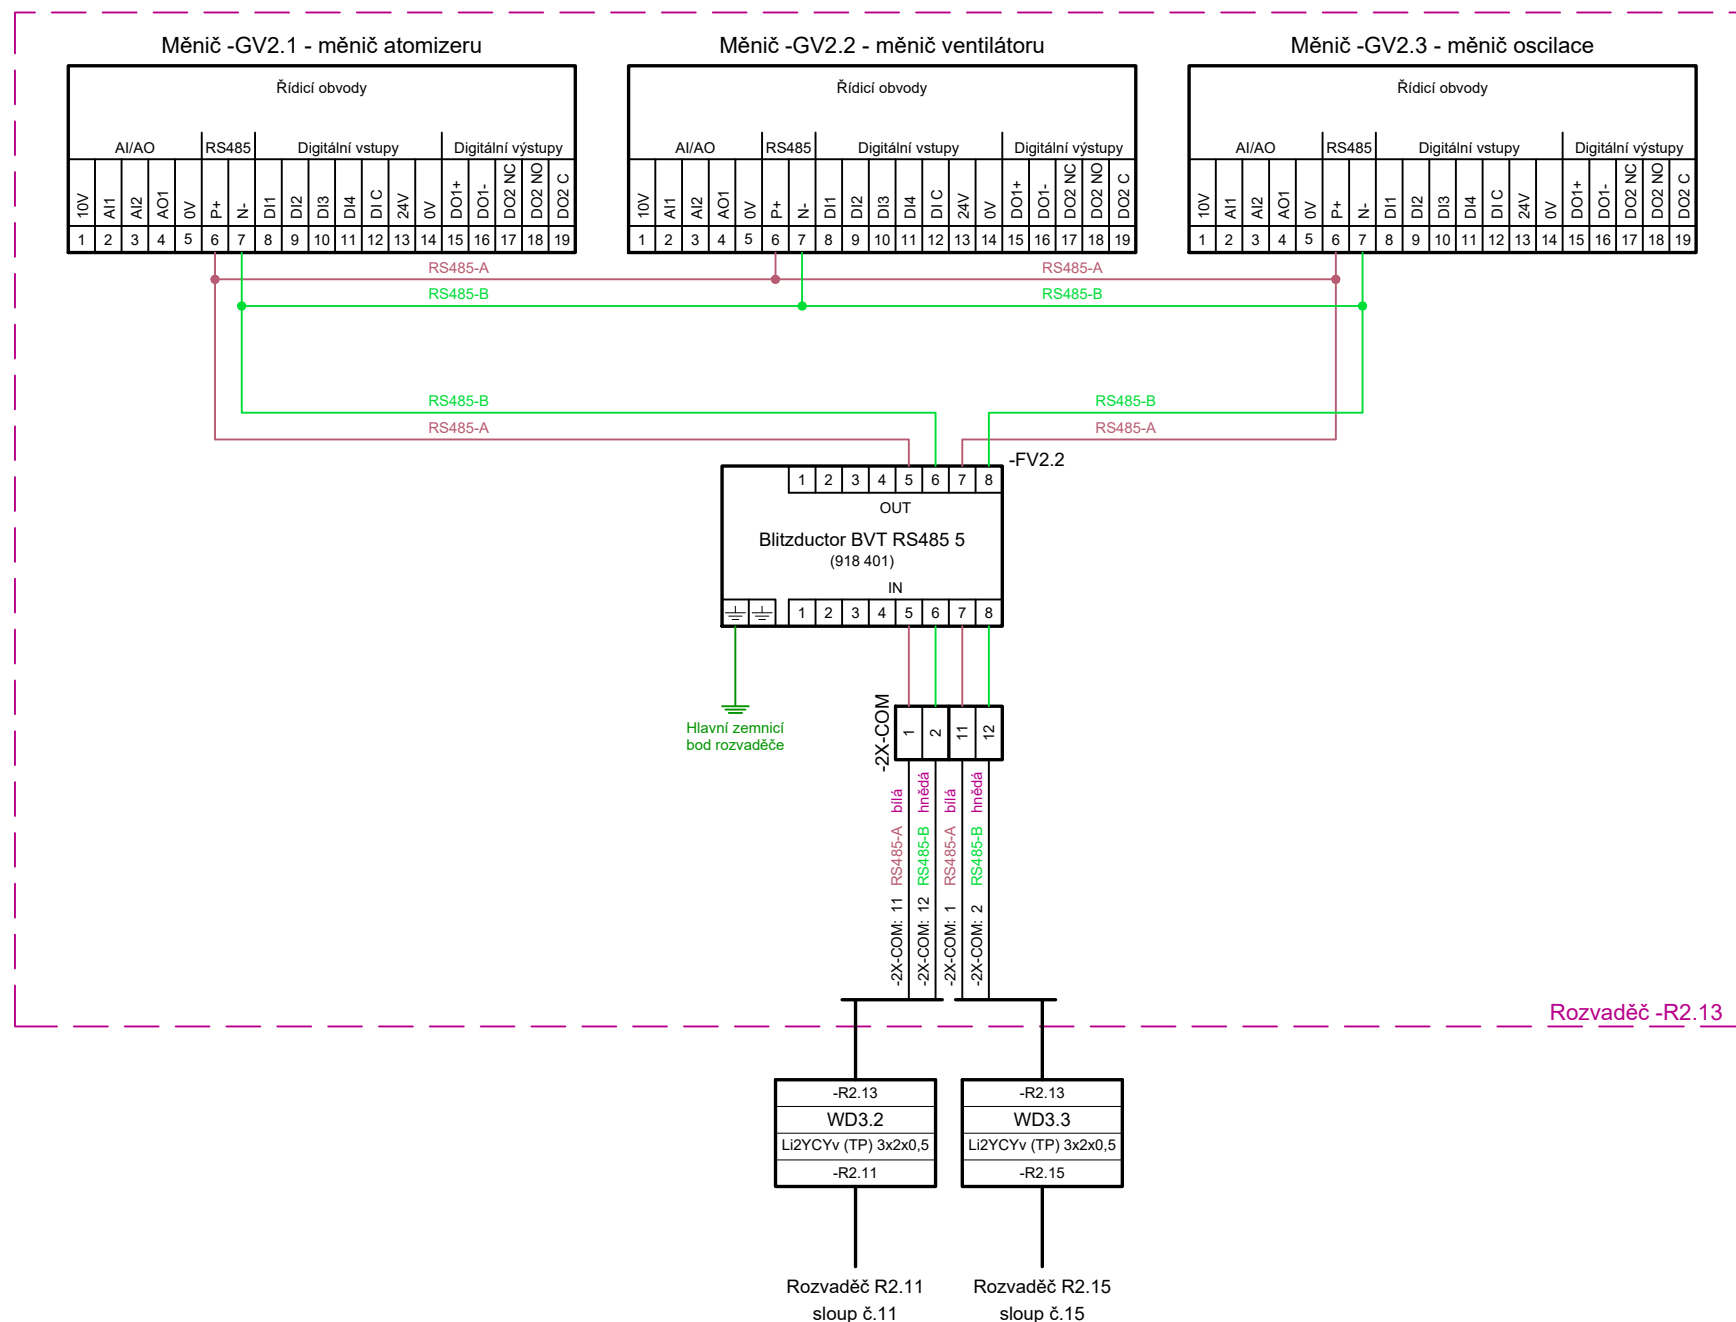 Měnič -GV2.1 - měnič atomizeru
Měnič -GV2.2 - měnič ventilátoru
Měnič -GV2.3 - měnič oscilace
Řídicí obvody
AI/AO RS485 Digitální vstupy Digitální výstupy
10V AI1 AI2 AO1 0V P+ N- DI1 DI2 DI3 DI4 DI C 24V 0V DO1+ DO1- DO2 NC DO2 NO DO2 C
1 2 3 4 5 6 7 8 9 10 11 12 13 14 15 16 17 18 19
Řídicí obvody
AI/AO RS485 Digitální vstupy Digitální výstupy
10V AI1 AI2 AO1 0V P+ N- DI1 DI2 DI3 DI4 DI C 24V 0V DO1+ DO1- DO2 NC DO2 NO DO2 C
1 2 3 4 5 6 7 8 9 10 11 12 13 14 15 16 17 18 19
Řídicí obvody
AI/AO RS485 Digitální vstupy Digitální výstupy
10V AI1 AI2 AO1 0V P+ N- DI1 DI2 DI3 DI4 DI C 24V 0V DO1+ DO1- DO2 NC DO2 NO DO2 C
1 2 3 4 5 6 7 8 9 10 11 12 13 14 15 16 17 18 19
RS485-A RS485-A
RS485-B RS485-B
RS485-B RS485-B
RS485-A RS485-A
-FV2.2
1 2 3 4 5 6 7 8
OUT
Blitzductor BVT RS485 5
(918 401)
IN
1 2 3 4 5 6 7 8
Hlavní zemnicí
bod rozvaděče
-2X-COM
1 2 11 12
-2X-COM: 11 RS485-A bílá
-2X-COM: 12 RS485-B hnědá
-2X-COM: 1 RS485-A bílá
-2X-COM: 2 RS485-B hnědá
Rozvaděč -R2.13
-R2.13
WD3.2
Li2YCYv (TP) 3x2x0,5
-R2.11
-R2.13
WD3.3
Li2YCYv (TP) 3x2x0,5
-R2.15
Rozvaděč R2.11
sloup č.11
Rozvaděč R2.15
sloup č.15